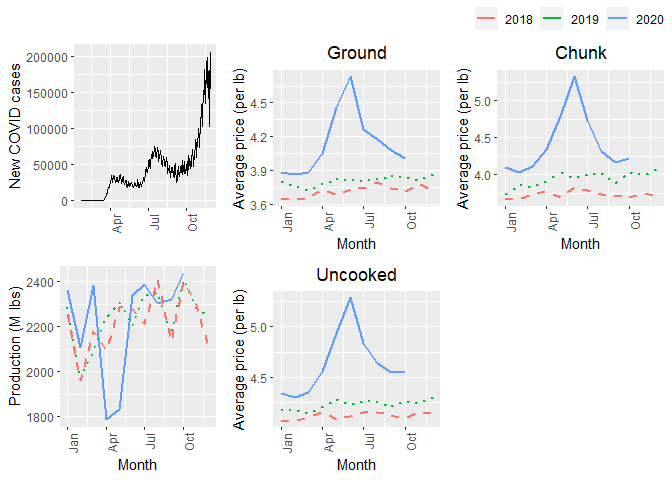 2018 2019 2020
Ground
Chunk
New COVID cases
200000
150000
100000
50000
0
Apr
Jul
Oct
Average price (per lb)
4.5
4.2
3.9
3.6
Jan
Apr
Jul
Oct
Month
Average price (per lb)
5.0
4.5
4.0
Jan
Apr
Jul
Oct
Month
Uncooked
Production (M lbs)
2400
2200
2000
1800
Jan
Apr
Jul
Oct
Month
Average price (per lb)
5.0
4.5
Jan
Apr
Jul
Oct
Month